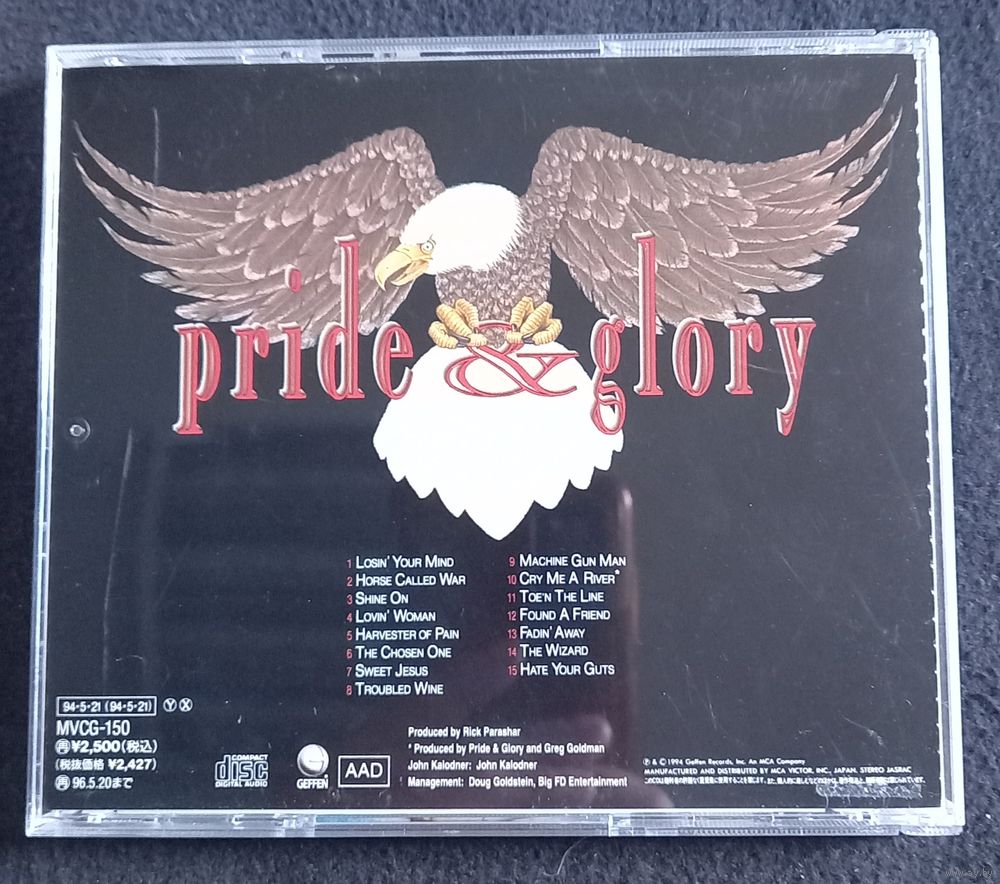 pride & glory
1 LOSIN' YOUR MIND
2 HORSE CALLED WAR
3 SHINE ON
4 LOVIN' WOMAN
5 HARVESTER OF PAIN
6 THE CHOSEN ONE
7 SWEET JESUS
8 TROUBLED WINE
9 MACHINE GUN MAN
10 CRY ME A RIVER*
11 TOE'N THE LINE
12 FOUND A FRIEND
13 FADIN' AWAY
14 THE WIZARD
15 HATE YOUR GUTS
94·5·21 (94·5·21) Ⓨ Ⓧ
MVCG-150
㊢¥2,500(税込)
(税抜価格 ¥2,427)
㊢ 96.5.20まで
COMPACT
disc
DIGITAL AUDIO
GEFFEN
AAD
Produced by Rick Parashar
* Produced by Pride & Glory and Greg Goldman
John Kalodner: John Kalodner
Management: Doug Goldstein, Big FD Entertainment
℗ & © 1994 Geffen Records, Inc. An MCA Company
MANUFACTURED AND DISTRIBUTED BY MCA VICTOR, INC., JAPAN. STEREO JASRAC